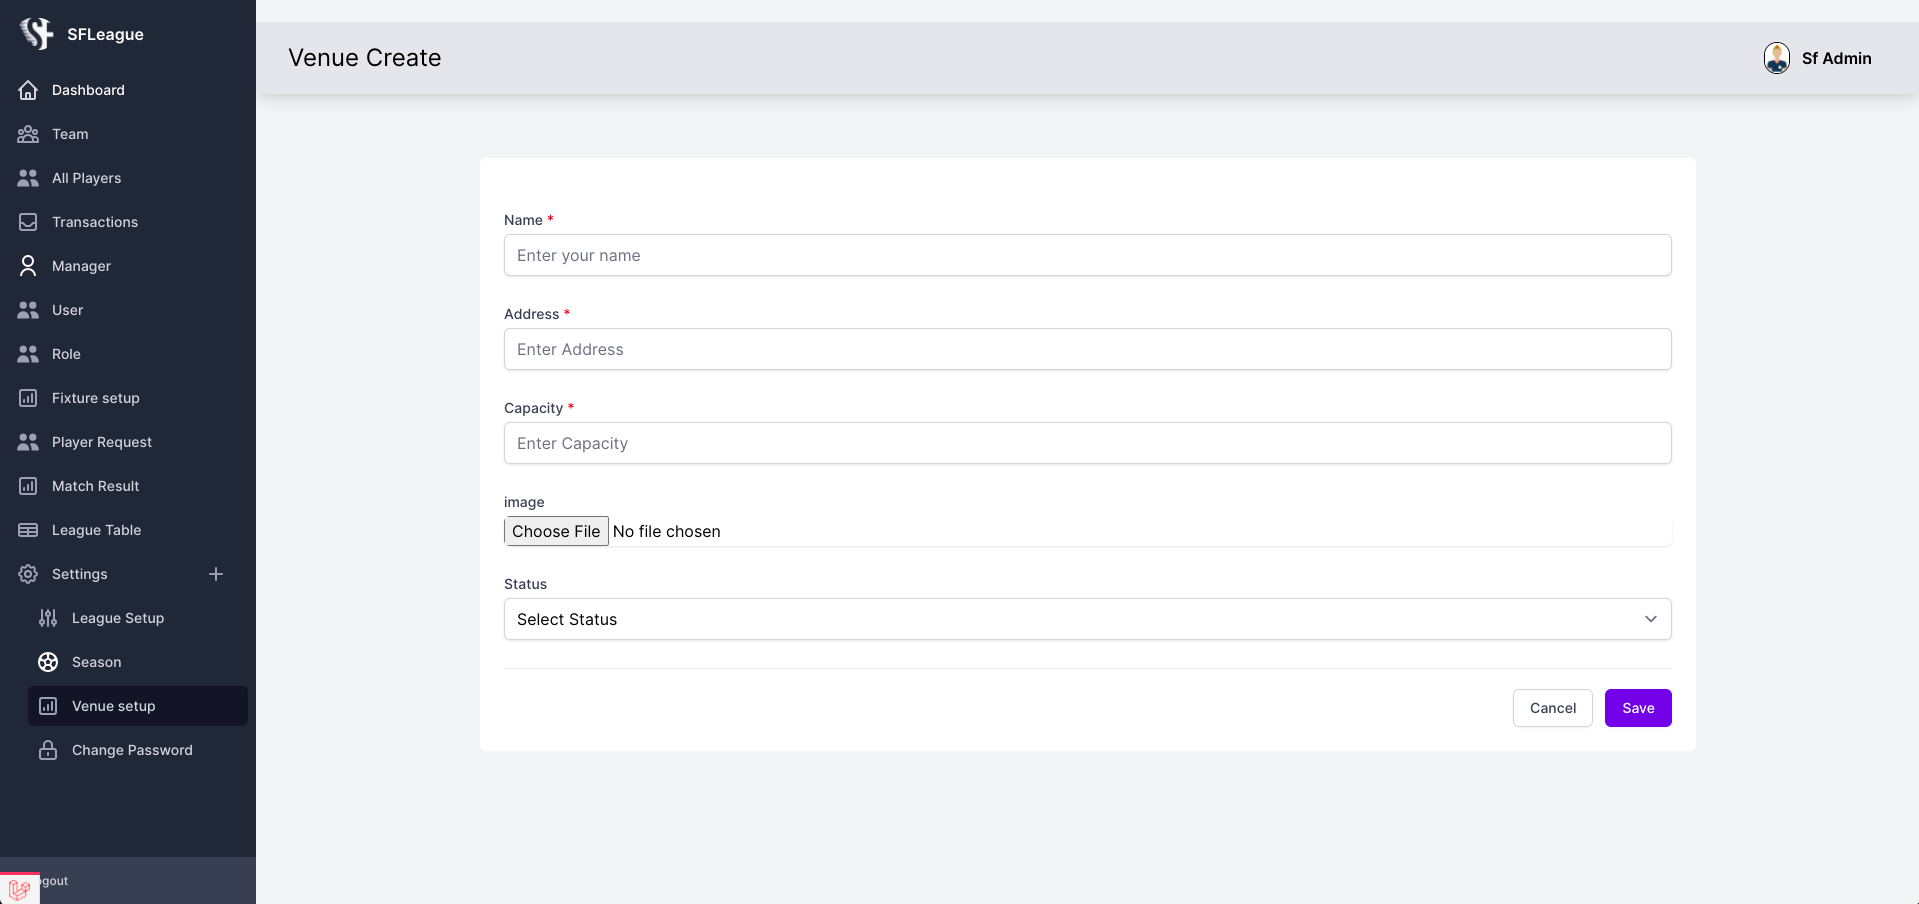 SFLeague
Dashboard
Team
All Players
Transactions
Manager
User
Role
Fixture setup
Player Request
Match Result
League Table
Settings
League Setup
Season
Venue setup
Change Password
ogout
Venue Create
Sf Admin
Name *
Enter your name
Address *
Enter Address
Capacity *
Enter Capacity
image
Choose File No file chosen
Status
Select Status
Cancel Save